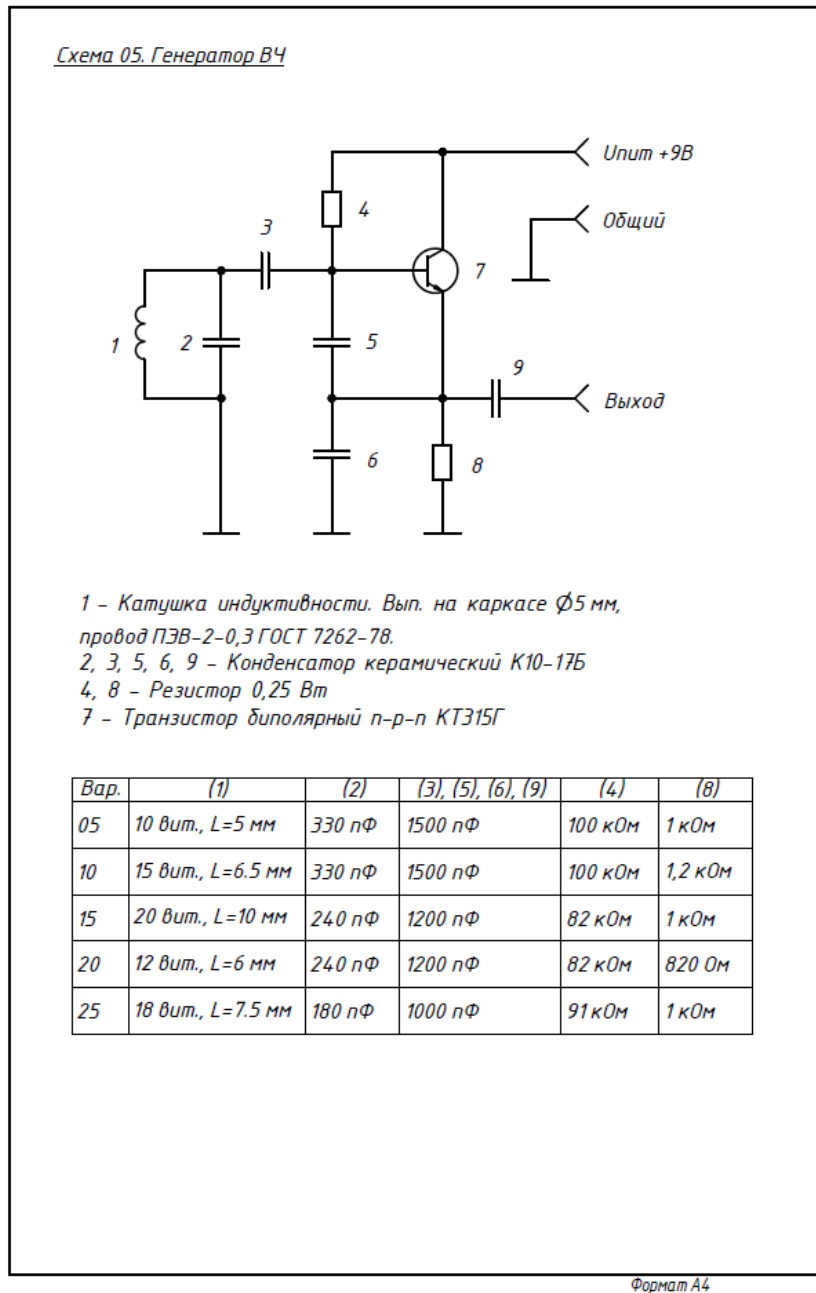 Схема 05. Генератор ВЧ
Uпит +9В
4
Общий
3
7
1
2
5
9
Выход
6
8
1 - Катушка индуктивности. Вып. на каркасе ϕ5 мм,
провод ПЭВ-2-0,3 ГОСТ 7262-78.
2, 3, 5, 6, 9 - Конденсатор керамический К10-17Б
4, 8 - Резистор 0,25 Вт
7 - Транзистор биполярный n-p-n КТ315Г
Вар. (1) (2) (3), (5), (6), (9) (4) (8)
05 10 вит., L=5 мм 330 пФ 1500 пФ 100 кОм 1 кОм
10 15 вит., L=6.5 мм 330 пФ 1500 пФ 100 кОм 1,2 кОм
15 20 вит., L=10 мм 240 пФ 1200 пФ 82 кОм 1 кОм
20 12 вит., L=6 мм 240 пФ 1200 пФ 82 кОм 820 Ом
25 18 вит., L=7.5 мм 180 пФ 1000 пФ 91 кОм 1 кОм
Формат А4